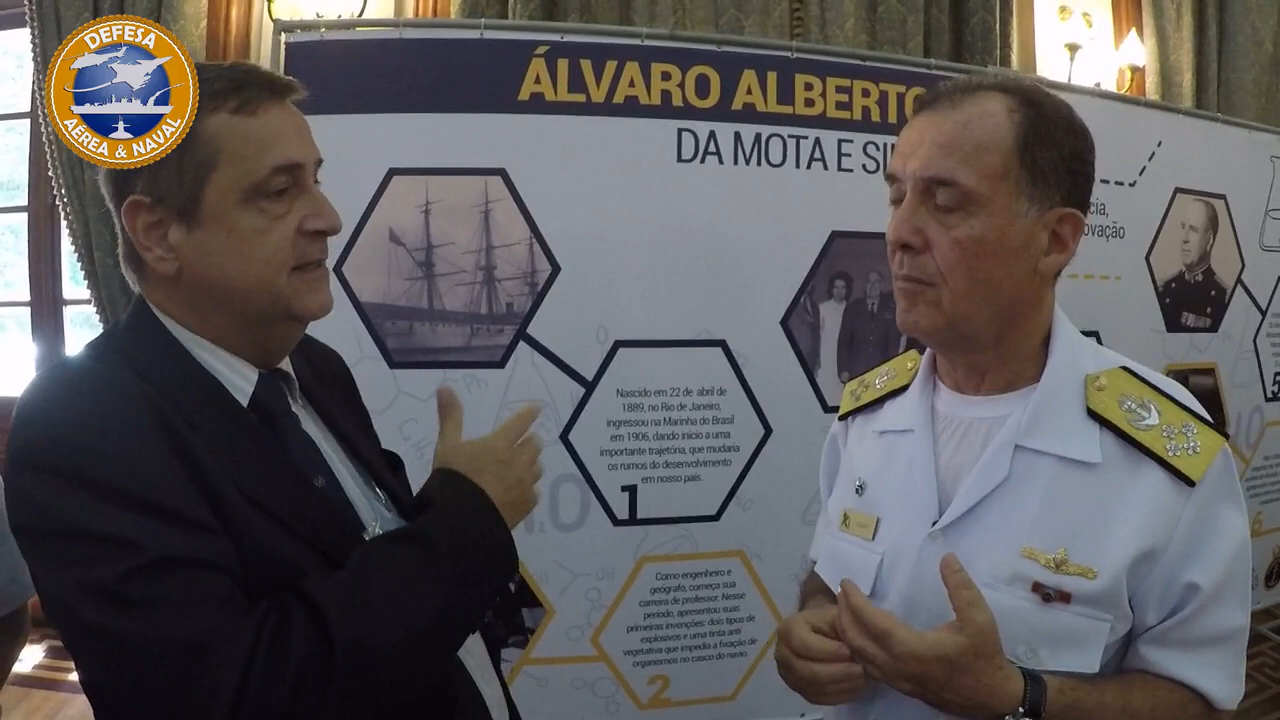 DEFESA
AÉREA & NAVAL
ÁLVARO ALBERTO
DA MOTA E SI
cia,
ovação
Nascido em 22 de abril de
1889, no Rio de Janeiro,
ingressou na Marinha do Brasil
em 1906, dando início a uma
importante trajetória, que mudaria
os rumos do desenvolvimento
em nosso país.
1
Como engenheiro e
geógrafo, começa sua
carreira de professor. Nesse
período, apresentou suas
primeiras invenções: dois tipos de
explosivos e uma tinta anti
vegetativa que impedia a fixação de
organismos no casco do navio.
2
5
6